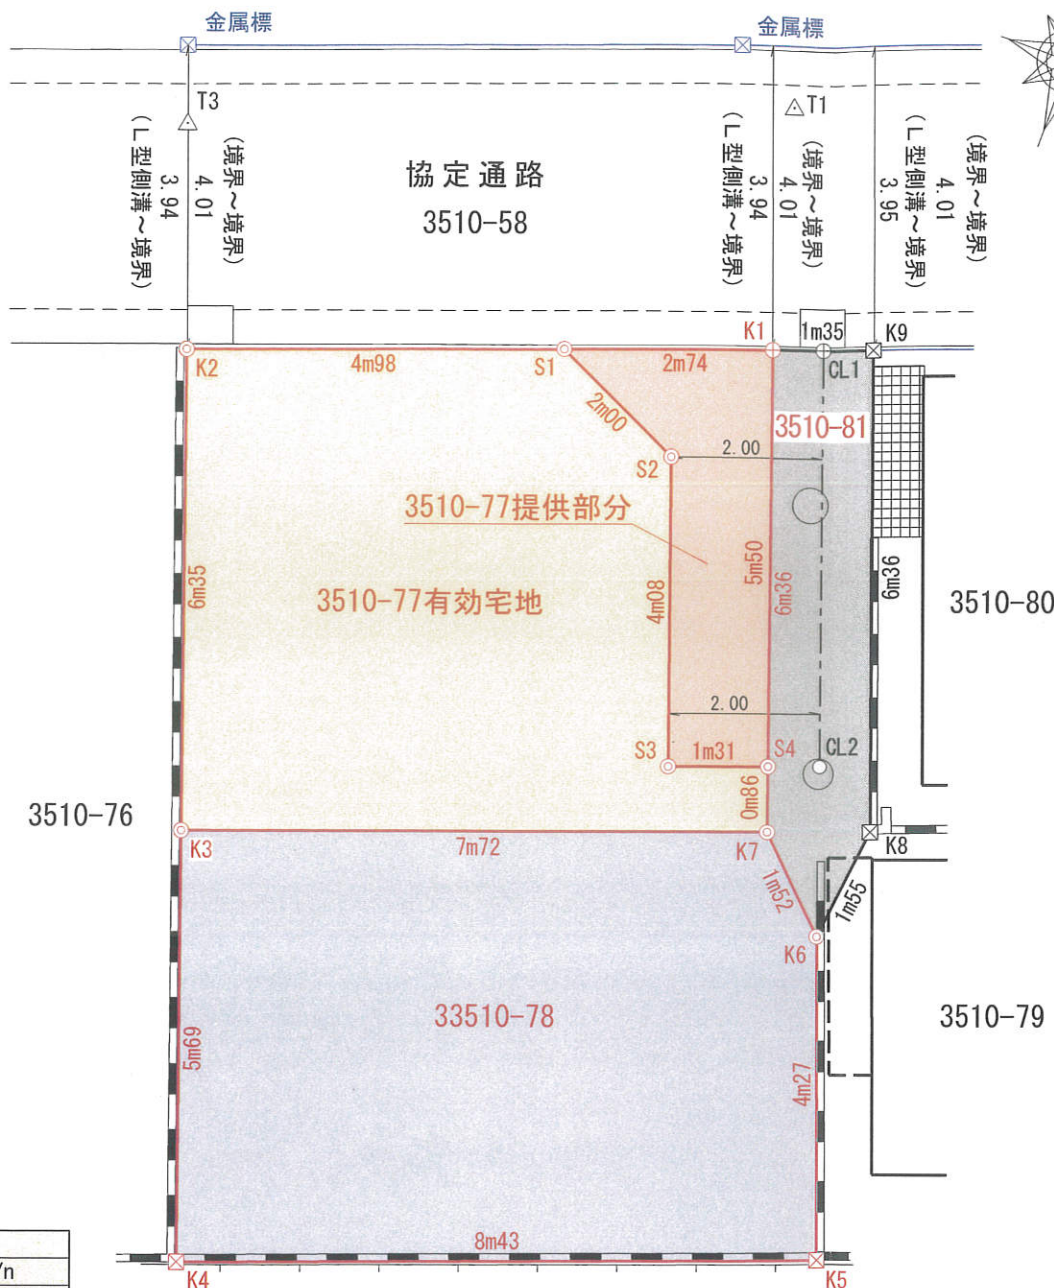 金属標
金属標
T3
T1
(L型側溝～境界)
3.94
4.01
(境界～境界)
協定通路
3510-58
(L型側溝～境界)
3.94
4.01
(境界～境界)
(L型側溝～境界)
3.95
4.01
(境界～境界)
K2
4m98
S1
2m74
K1
1m35
K9
CL1
2m00
3510-81
S2
2.00
3510-77提供部分
6m35
3510-77有効宅地
4m08
5m50
6m36
6m36
3510-80
2.00
S3
1m31
S4
CL2
0m86
3510-76
K3
7m72
K7
K8
1m52
1m55
K6
33510-78
3510-79
5m69
4m27
8m43
K4
K5
/n